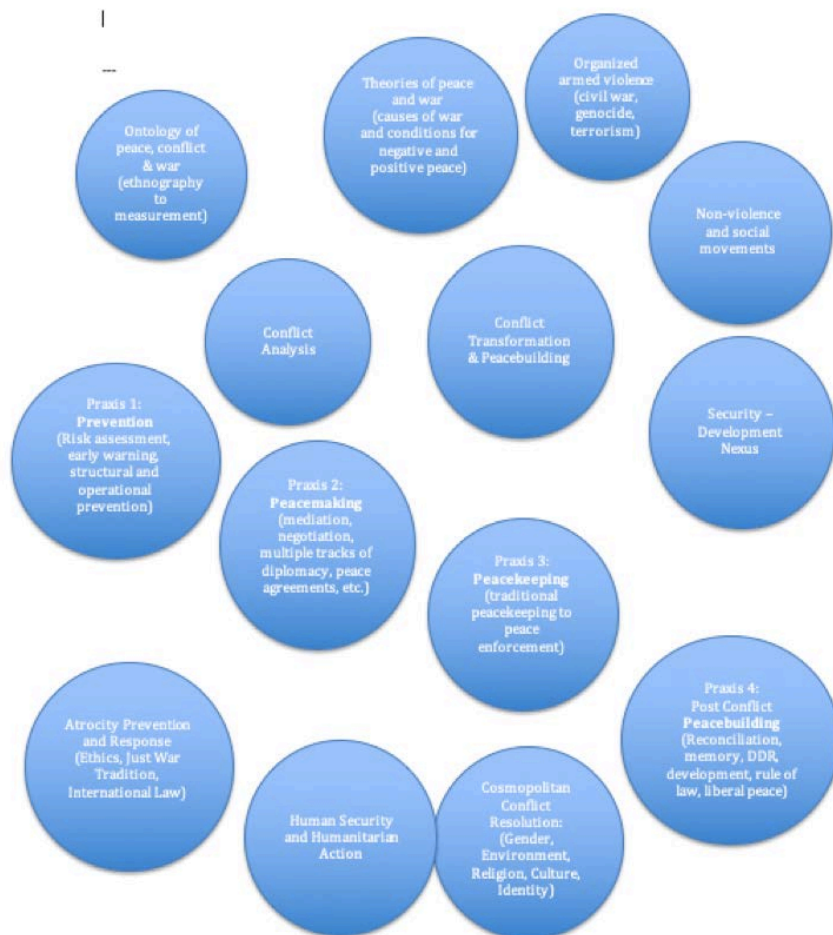 |
---
Ontology of
peace, conflict
& war
(ethnography
to
measurement)
Theories of peace
and war
(causes of war
and conditions for
negative and
positive peace)
Organized
armed violence
(civil war,
genocide,
terrorism)
Non-violence
and social
movements
Conflict
Analysis
Conflict
Transformation
& Peacebuilding
Security –
Development
Nexus
Praxis 1:
Prevention
(Risk assessment,
early warning,
structural and
operational
prevention)
Praxis 2:
Peacemaking
(mediation,
negotiation,
multiple tracks of
diplomacy, peace
agreements, etc.)
Praxis 3:
Peacekeeping
(traditional
peacekeeping to
peace
enforcement)
Praxis 4:
Post Conflict
Peacebuilding
(Reconciliation,
memory, DDR,
development, rule of
law, liberal peace)
Atrocity Prevention
and Response
(Ethics, Just War
Tradition,
International Law)
Human Security
and Humanitarian
Action
Cosmopolitan
Conflict
Resolution:
(Gender,
Environment,
Religion, Culture,
Identity)